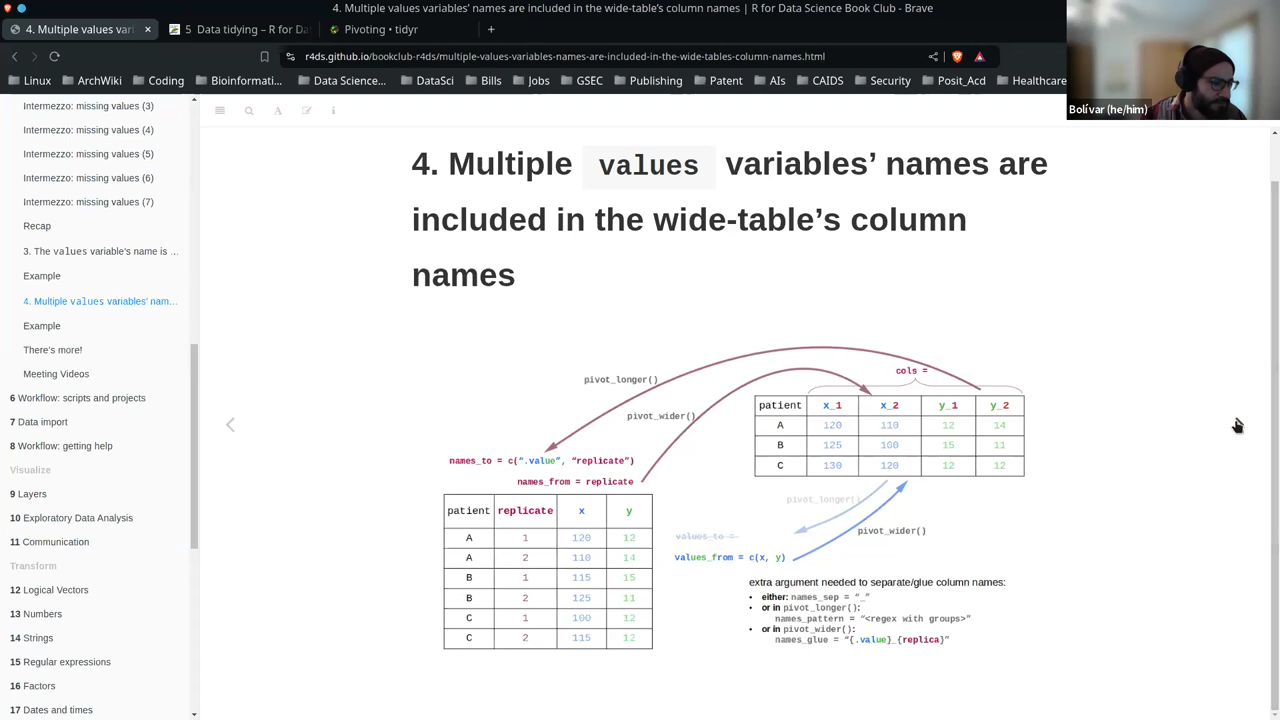 4. Multiple values variables’ names are included in the wide-table’s column names | R for Data Science Book Club - Brave
4. Multiple values vari
5 Data tidying – R for Da
Pivoting • tidyr
r4ds.github.io/bookclub-r4ds/multiple-values-variables-names-are-included-in-the-wide-tables-column-names.html
Linux
ArchWiki
Coding
Bioinformati...
Data Science...
DataSci
Bills
Jobs
GSEC
Publishing
Patent
AIs
CAIDS
Security
Posit_Acd
Healthcare
Bolívar (he/him)
Intermezzo: missing values (3)
Intermezzo: missing values (4)
Intermezzo: missing values (5)
Intermezzo: missing values (6)
Intermezzo: missing values (7)
Recap
3. The values variable’s name is ...
Example
4. Multiple values variables’ nam...
Example
There’s more!
Meeting Videos
6 Workflow: scripts and projects
7 Data import
8 Workflow: getting help
Visualize
9 Layers
10 Exploratory Data Analysis
11 Communication
Transform
12 Logical Vectors
13 Numbers
14 Strings
15 Regular expressions
16 Factors
17 Dates and times
4. Multiple values variables’ names are
included in the wide-table’s column
names
pivot_longer()
pivot_wider()
cols =
patient x_1 x_2 y_1 y_2
A 120 110 12 14
B 125 100 15 11
C 130 120 12 12
names_to = c(“.value”, “replicate”)
names_from = replicate
patient replicate x y
A 1 120 12
A 2 110 14
B 1 115 15
B 2 125 11
C 1 100 12
C 2 115 12
pivot_longer()
values_to =
pivot_wider()
values_from = c(x, y)
extra argument needed to separate/glue column names:
• either: names_sep = “_”
• or in pivot_longer():
names_pattern = “<regex with groups>”
• or in pivot_wider():
names_glue = “{.value}_{replica}”